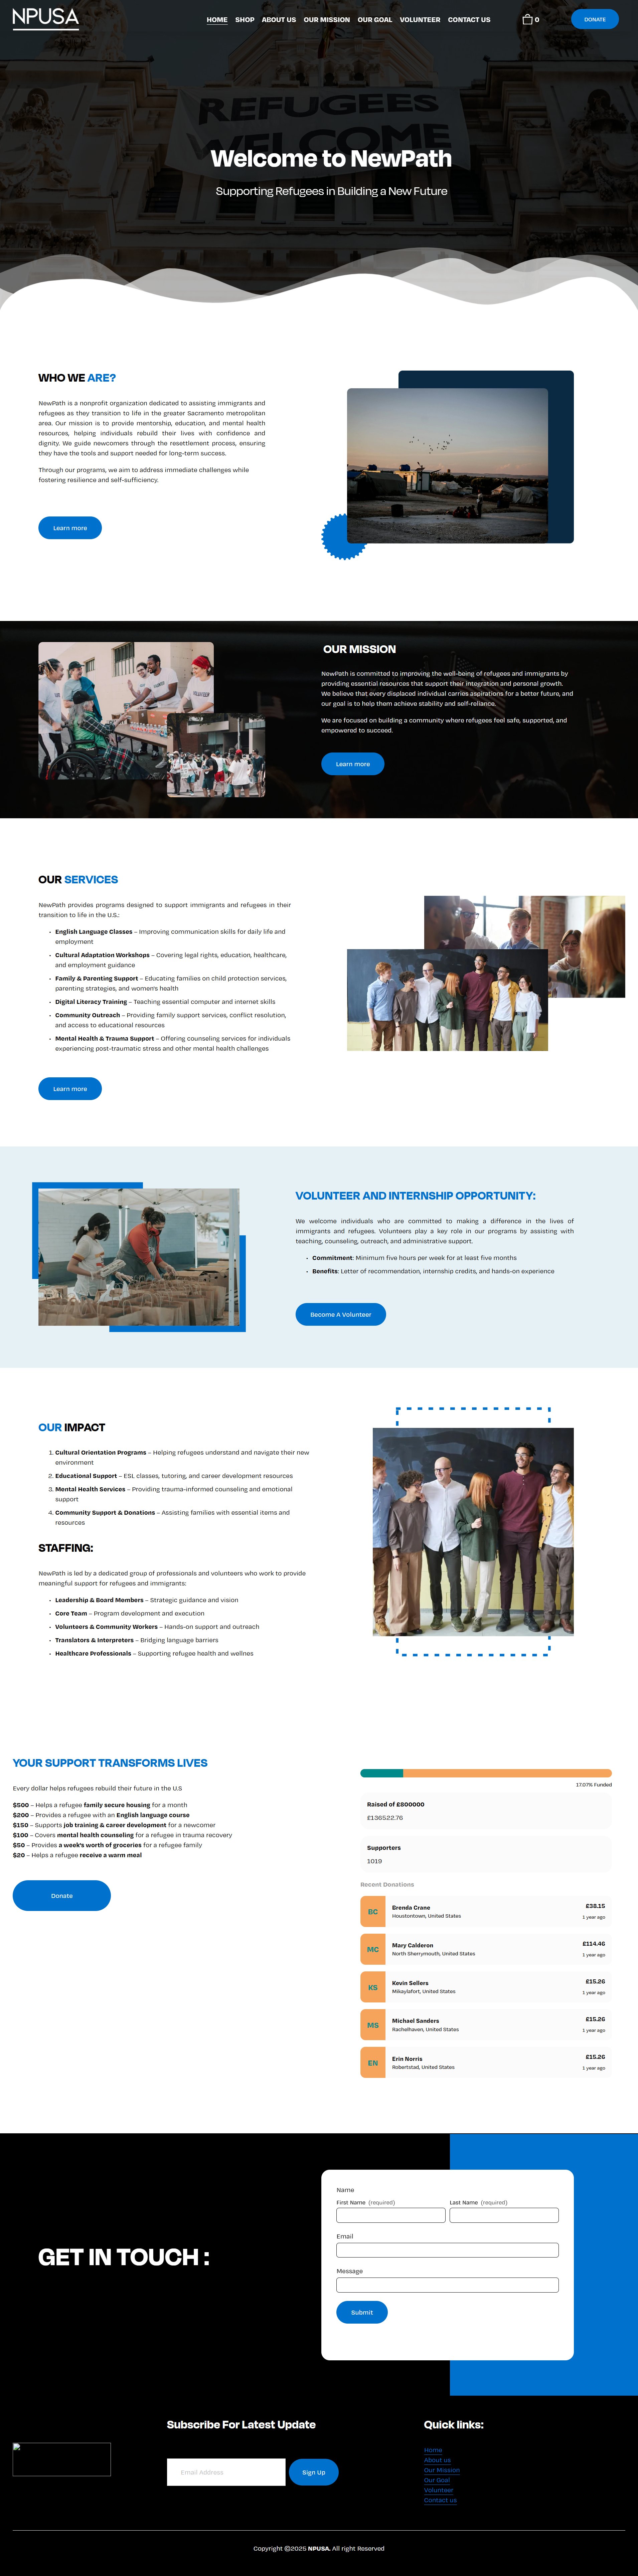 NPUSA
HOME SHOP ABOUT US OUR MISSION OUR GOAL VOLUNTEER CONTACT US 0 DONATE
REFUGEES
WELCOME
Welcome to NewPath
Supporting Refugees in Building a New Future
WHO WE ARE?
NewPath is a nonprofit organization dedicated to assisting immigrants and
refugees as they transition to life in the greater Sacramento metropolitan
area. Our mission is to provide mentorship, education, and mental health
resources, helping individuals rebuild their lives with confidence and
dignity. We guide newcomers through the resettlement process, ensuring
they have the tools and support needed for long-term success.
Through our programs, we aim to address immediate challenges while
fostering resilience and self-sufficiency.
Learn more
OUR MISSION
NewPath is committed to improving the well-being of refugees and immigrants by
providing essential resources that support their integration and personal growth.
We believe that every displaced individual carries aspirations for a better future, and
our goal is to help them achieve stability and self-reliance.
We are focused on building a community where refugees feel safe, supported, and
empowered to succeed.
Learn more
OUR SERVICES
NewPath provides programs designed to support immigrants and refugees in their
transition to life in the U.S.:
• English Language Classes – Improving communication skills for daily life and
employment
• Cultural Adaptation Workshops – Covering legal rights, education, healthcare,
and employment guidance
• Family & Parenting Support – Educating families on child protection services,
parenting strategies, and women's health
• Digital Literacy Training – Teaching essential computer and internet skills
• Community Outreach – Providing family support services, conflict resolution,
and access to educational resources
• Mental Health & Trauma Support – Offering counseling services for individuals
experiencing post-traumatic stress and other mental health challenges
Learn more
VOLUNTEER AND INTERNSHIP OPPORTUNITY:
We welcome individuals who are committed to making a difference in the lives of
immigrants and refugees. Volunteers play a key role in our programs by assisting with
teaching, counseling, outreach, and administrative support.
• Commitment: Minimum five hours per week for at least five months
• Benefits: Letter of recommendation, internship credits, and hands-on experience
Become A Volunteer
OUR IMPACT
1. Cultural Orientation Programs – Helping refugees understand and navigate their new
environment
2. Educational Support – ESL classes, tutoring, and career development resources
3. Mental Health Services – Providing trauma-informed counseling and emotional
support
4. Community Support & Donations – Assisting families with essential items and
resources
STAFFING:
NewPath is led by a dedicated group of professionals and volunteers who work to provide
meaningful support for refugees and immigrants:
• Leadership & Board Members – Strategic guidance and vision
• Core Team – Program development and execution
• Volunteers & Community Workers – Hands-on support and outreach
• Translators & Interpreters – Bridging language barriers
• Healthcare Professionals – Supporting refugee health and wellnes
YOUR SUPPORT TRANSFORMS LIVES
Every dollar helps refugees rebuild their future in the U.S
$500 – Helps a refugee family secure housing for a month
$200 – Provides a refugee with an English language course
$150 – Supports job training & career development for a newcomer
$100 – Covers mental health counseling for a refugee in trauma recovery
$50 – Provides a week's worth of groceries for a refugee family
$20 – Helps a refugee receive a warm meal
Donate
17.07% Funded
Raised of £800000
£136522.76
Supporters
1019
Recent Donations
BC Brenda Crane £38.15
Houstontown, United States 1 year ago
MC Mary Calderon £114.46
North Sherrymouth, United States 1 year ago
KS Kevin Sellers £15.26
Mikaylafort, United States 1 year ago
MS Michael Sanders £15.26
Rachelhaven, United States 1 year ago
EN Erin Norris £15.26
Robertstad, United States 1 year ago
GET IN TOUCH :
Name
First Name (required) Last Name (required)
Email
Message
Submit
Subscribe For Latest Update
Email Address Sign Up
Quick links:
Home
About us
Our Mission
Our Goal
Volunteer
Contact us
Copyright ©2025 NPUSA. All right Reserved